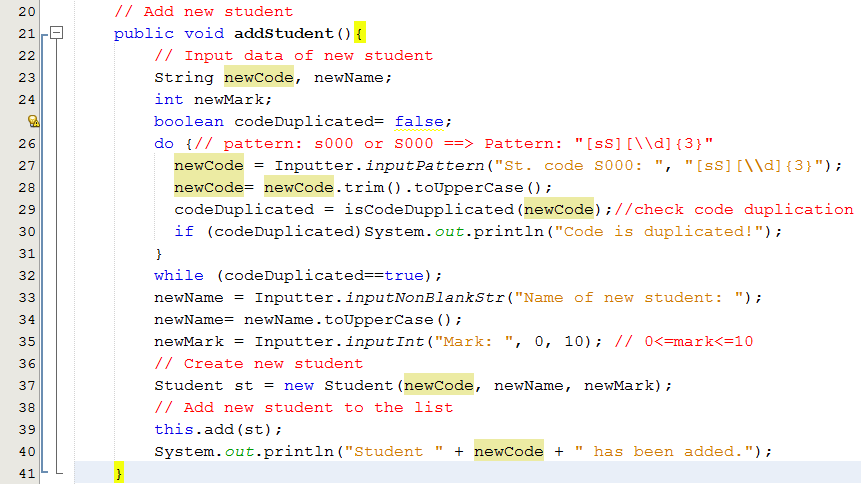 20 // Add new student
21 public void addStudent(){
22 // Input data of new student
23 String newCode, newName;
24 int newMark;
boolean codeDuplicated= false;
26 do {// pattern: s000 or S000 ==> Pattern: "[sS][\\d]{3}"
27 newCode = Inputter.inputPattern("St. code S000: ", "[sS][\\d]{3}");
28 newCode= newCode.trim().toUpperCase();
29 codeDuplicated = isCodeDupplicated(newCode);//check code duplication
30 if (codeDuplicated)System.out.println("Code is duplicated!");
31 }
32 while (codeDuplicated==true);
33 newName = Inputter.inputNonBlankStr("Name of new student: ");
34 newName= newName.toUpperCase();
35 newMark = Inputter.inputInt("Mark: ", 0, 10); // 0<=mark<=10
36 // Create new student
37 Student st = new Student(newCode, newName, newMark);
38 // Add new student to the list
39 this.add(st);
40 System.out.println("Student " + newCode + " has been added.");
41 }